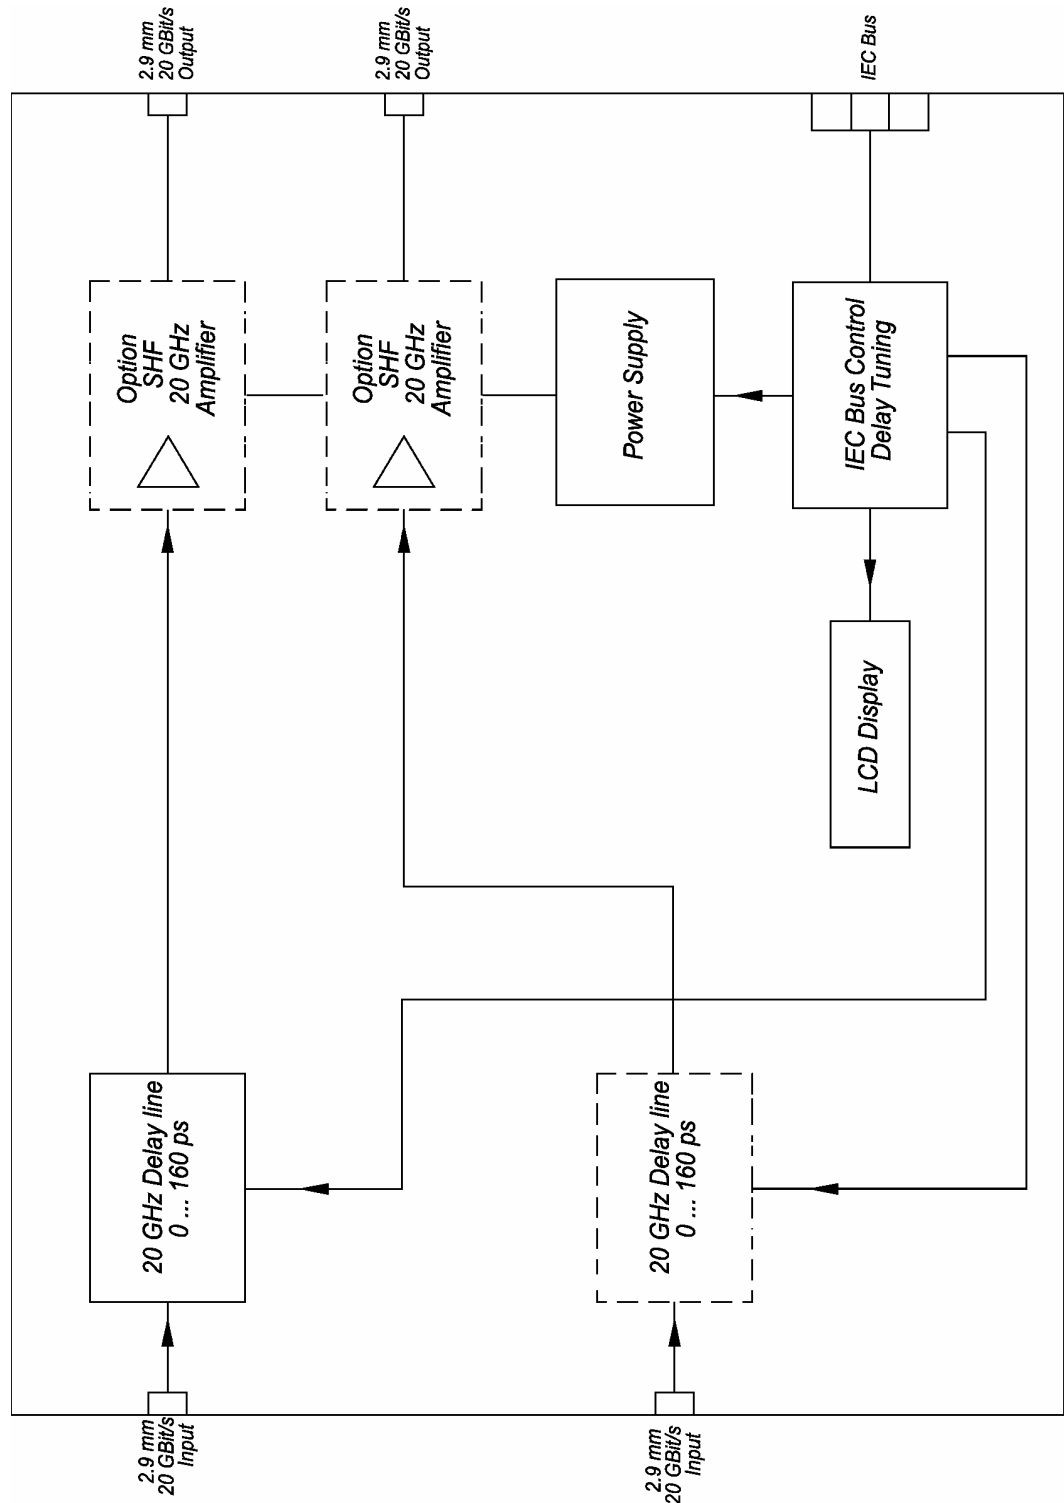 2.9 mm
20 GBit/s
Output
2.9 mm
20 GBit/s
Output
IEC Bus
Option
SHF
20 GHz
Amplifier
Option
SHF
20 GHz
Amplifier
Power Supply
IEC Bus Control
Delay Tuning
LCD Display
20 GHz Delay line
0 ... 160 ps
20 GHz Delay line
0 ... 160 ps
2.9 mm
20 GBit/s
Input
2.9 mm
20 GBit/s
Input